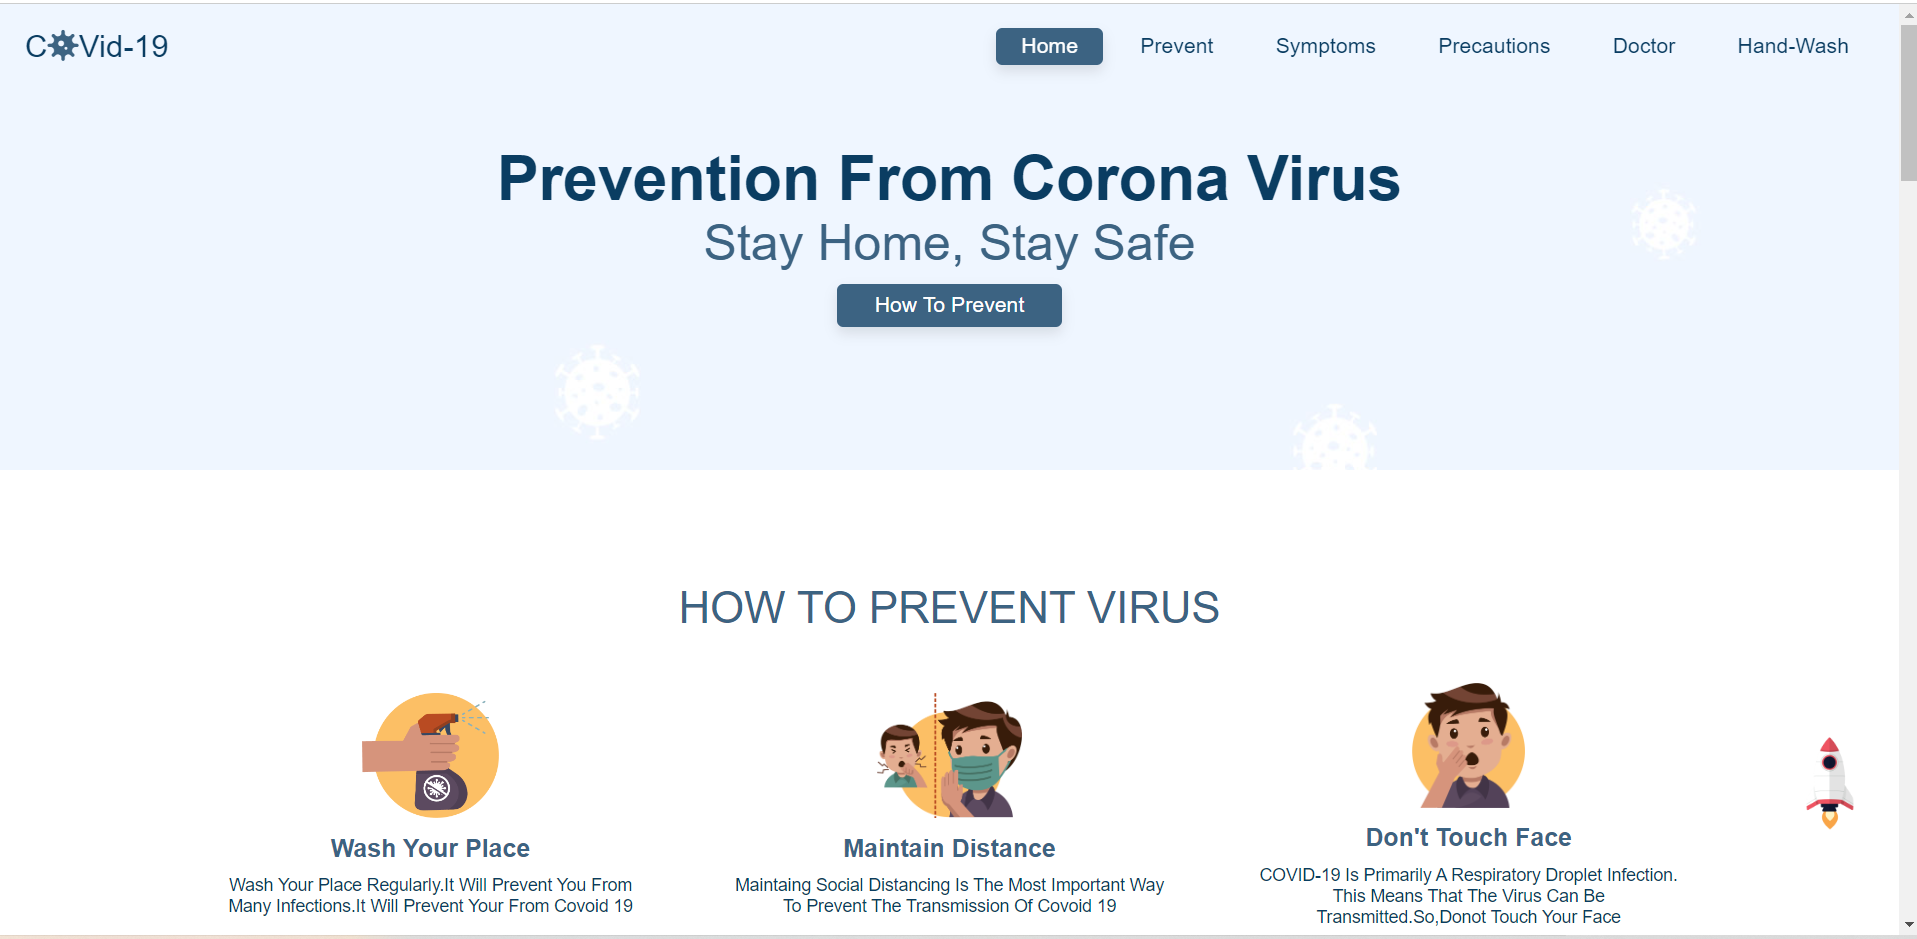 COVid-19
Home
Prevent
Symptoms
Precautions
Doctor
Hand-Wash
Prevention From Corona Virus
Stay Home, Stay Safe
How To Prevent
HOW TO PREVENT VIRUS
Wash Your Place
Wash Your Place Regularly.It Will Prevent You From
Many Infections.It Will Prevent Your From Covoid 19
Maintain Distance
Maintaing Social Distancing Is The Most Important Way
To Prevent The Transmission Of Covoid 19
Don't Touch Face
COVID-19 Is Primarily A Respiratory Droplet Infection.
This Means That The Virus Can Be
Transmitted.So,Donot Touch Your Face